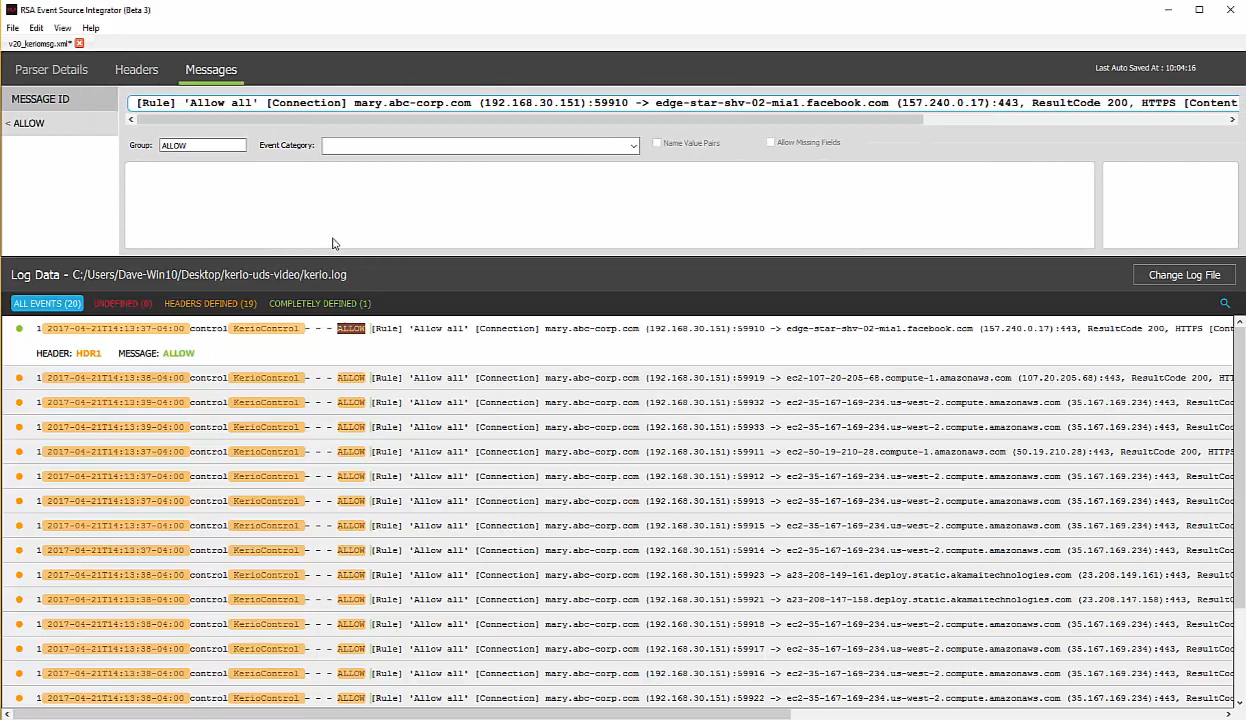 RSA Event Source Integrator (Beta 3)
File Edit View Help
v20_keriomsg.xml*
Parser Details Headers Messages Last Auto Saved At : 10:04:16
MESSAGE ID
[Rule] 'Allow all' [Connection] mary.abc-corp.com (192.168.30.151):59910 -> edge-star-shv-02-mia1.facebook.com (157.240.0.17):443, ResultCode 200, HTTPS [Content
< ALLOW
Group: ALLOW Event Category: Name Value Pairs Allow Missing Fields
Log Data - C:/Users/Dave-Win10/Desktop/kerio-uds-video/kerio.log Change Log File
ALL EVENTS (20) UNDEFINED (0) HEADERS DEFINED (19) COMPLETELY DEFINED (1)
1 2017-04-21T14:13:37-04:00 control KerioControl - - - ALLOW [Rule] 'Allow all' [Connection] mary.abc-corp.com (192.168.30.151):59910 -> edge-star-shv-02-mia1.facebook.com (157.240.0.17):443, ResultCode 200, HTTPS [Cont
HEADER: HDR1 MESSAGE: ALLOW
1 2017-04-21T14:13:38-04:00 control KerioControl - - - ALLOW [Rule] 'Allow all' [Connection] mary.abc-corp.com (192.168.30.151):59919 -> ec2-107-20-205-68.compute-1.amazonaws.com (107.20.205.68):443, ResultCode 200, HT
1 2017-04-21T14:13:39-04:00 control KerioControl - - - ALLOW [Rule] 'Allow all' [Connection] mary.abc-corp.com (192.168.30.151):59932 -> ec2-35-167-169-234.us-west-2.compute.amazonaws.com (35.167.169.234):443, ResultCo
1 2017-04-21T14:13:39-04:00 control KerioControl - - - ALLOW [Rule] 'Allow all' [Connection] mary.abc-corp.com (192.168.30.151):59933 -> ec2-35-167-169-234.us-west-2.compute.amazonaws.com (35.167.169.234):443, ResultCo
1 2017-04-21T14:13:37-04:00 control KerioControl - - - ALLOW [Rule] 'Allow all' [Connection] mary.abc-corp.com (192.168.30.151):59911 -> ec2-50-19-210-28.compute-1.amazonaws.com (50.19.210.28):443, ResultCode 200, HTTP
1 2017-04-21T14:13:37-04:00 control KerioControl - - - ALLOW [Rule] 'Allow all' [Connection] mary.abc-corp.com (192.168.30.151):59912 -> ec2-35-167-169-234.us-west-2.compute.amazonaws.com (35.167.169.234):443, ResultCo
1 2017-04-21T14:13:37-04:00 control KerioControl - - - ALLOW [Rule] 'Allow all' [Connection] mary.abc-corp.com (192.168.30.151):59913 -> ec2-35-167-169-234.us-west-2.compute.amazonaws.com (35.167.169.234):443, ResultCo
1 2017-04-21T14:13:37-04:00 control KerioControl - - - ALLOW [Rule] 'Allow all' [Connection] mary.abc-corp.com (192.168.30.151):59915 -> ec2-35-167-169-234.us-west-2.compute.amazonaws.com (35.167.169.234):443, ResultCo
1 2017-04-21T14:13:37-04:00 control KerioControl - - - ALLOW [Rule] 'Allow all' [Connection] mary.abc-corp.com (192.168.30.151):59914 -> ec2-35-167-169-234.us-west-2.compute.amazonaws.com (35.167.169.234):443, ResultCo
1 2017-04-21T14:13:38-04:00 control KerioControl - - - ALLOW [Rule] 'Allow all' [Connection] mary.abc-corp.com (192.168.30.151):59923 -> a23-208-149-161.deploy.static.akamaitechnologies.com (23.208.149.161):443, Result
1 2017-04-21T14:13:38-04:00 control KerioControl - - - ALLOW [Rule] 'Allow all' [Connection] mary.abc-corp.com (192.168.30.151):59921 -> a23-208-147-158.deploy.static.akamaitechnologies.com (23.208.147.158):443, Result
1 2017-04-21T14:13:38-04:00 control KerioControl - - - ALLOW [Rule] 'Allow all' [Connection] mary.abc-corp.com (192.168.30.151):59918 -> ec2-35-167-169-234.us-west-2.compute.amazonaws.com (35.167.169.234):443, ResultCo
1 2017-04-21T14:13:38-04:00 control KerioControl - - - ALLOW [Rule] 'Allow all' [Connection] mary.abc-corp.com (192.168.30.151):59917 -> ec2-35-167-169-234.us-west-2.compute.amazonaws.com (35.167.169.234):443, ResultCo
1 2017-04-21T14:13:38-04:00 control KerioControl - - - ALLOW [Rule] 'Allow all' [Connection] mary.abc-corp.com (192.168.30.151):59916 -> ec2-35-167-169-234.us-west-2.compute.amazonaws.com (35.167.169.234):443, ResultCo
1 2017-04-21T14:13:38-04:00 control KerioControl - - - ALLOW [Rule] 'Allow all' [Connection] mary.abc-corp.com (192.168.30.151):59922 -> ec2-35-167-169-234.us-west-2.compute.amazonaws.com (35.167.169.234):443, ResultCo